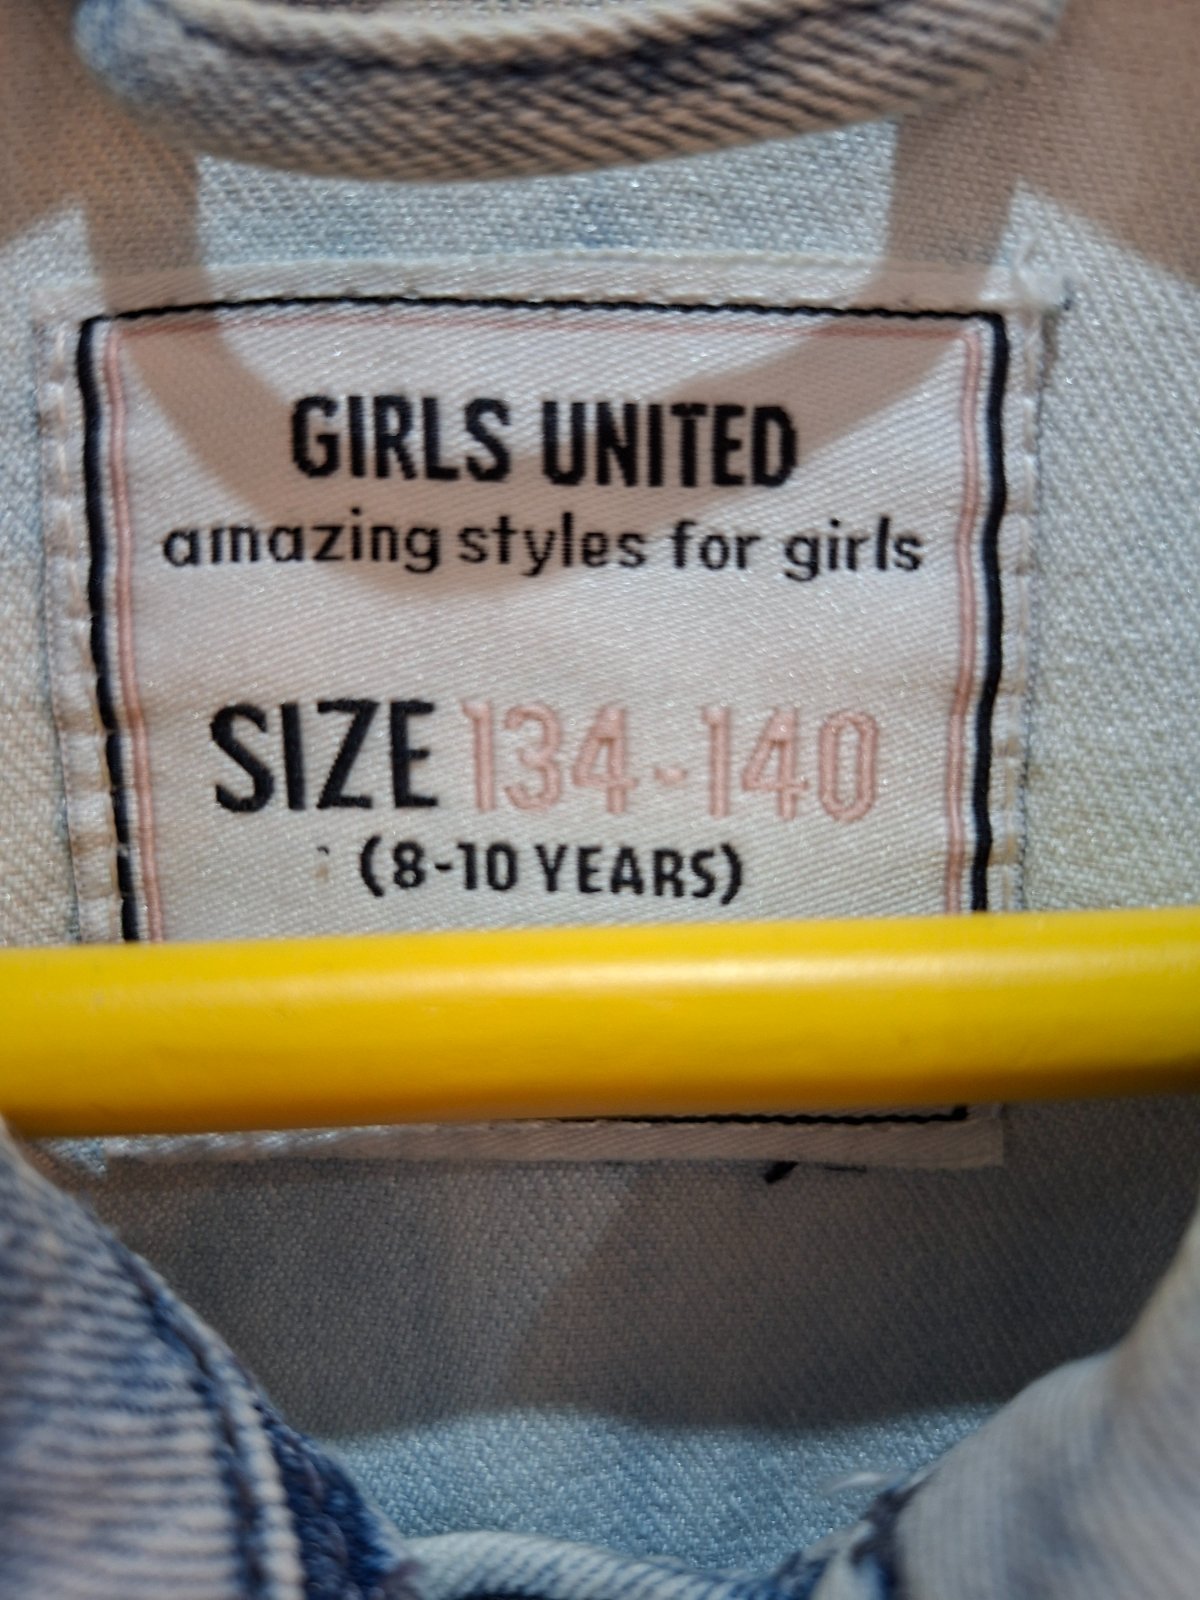 GIRLS UNITED
amazing styles for girls
SIZE 134-140
(8-10 YEARS)